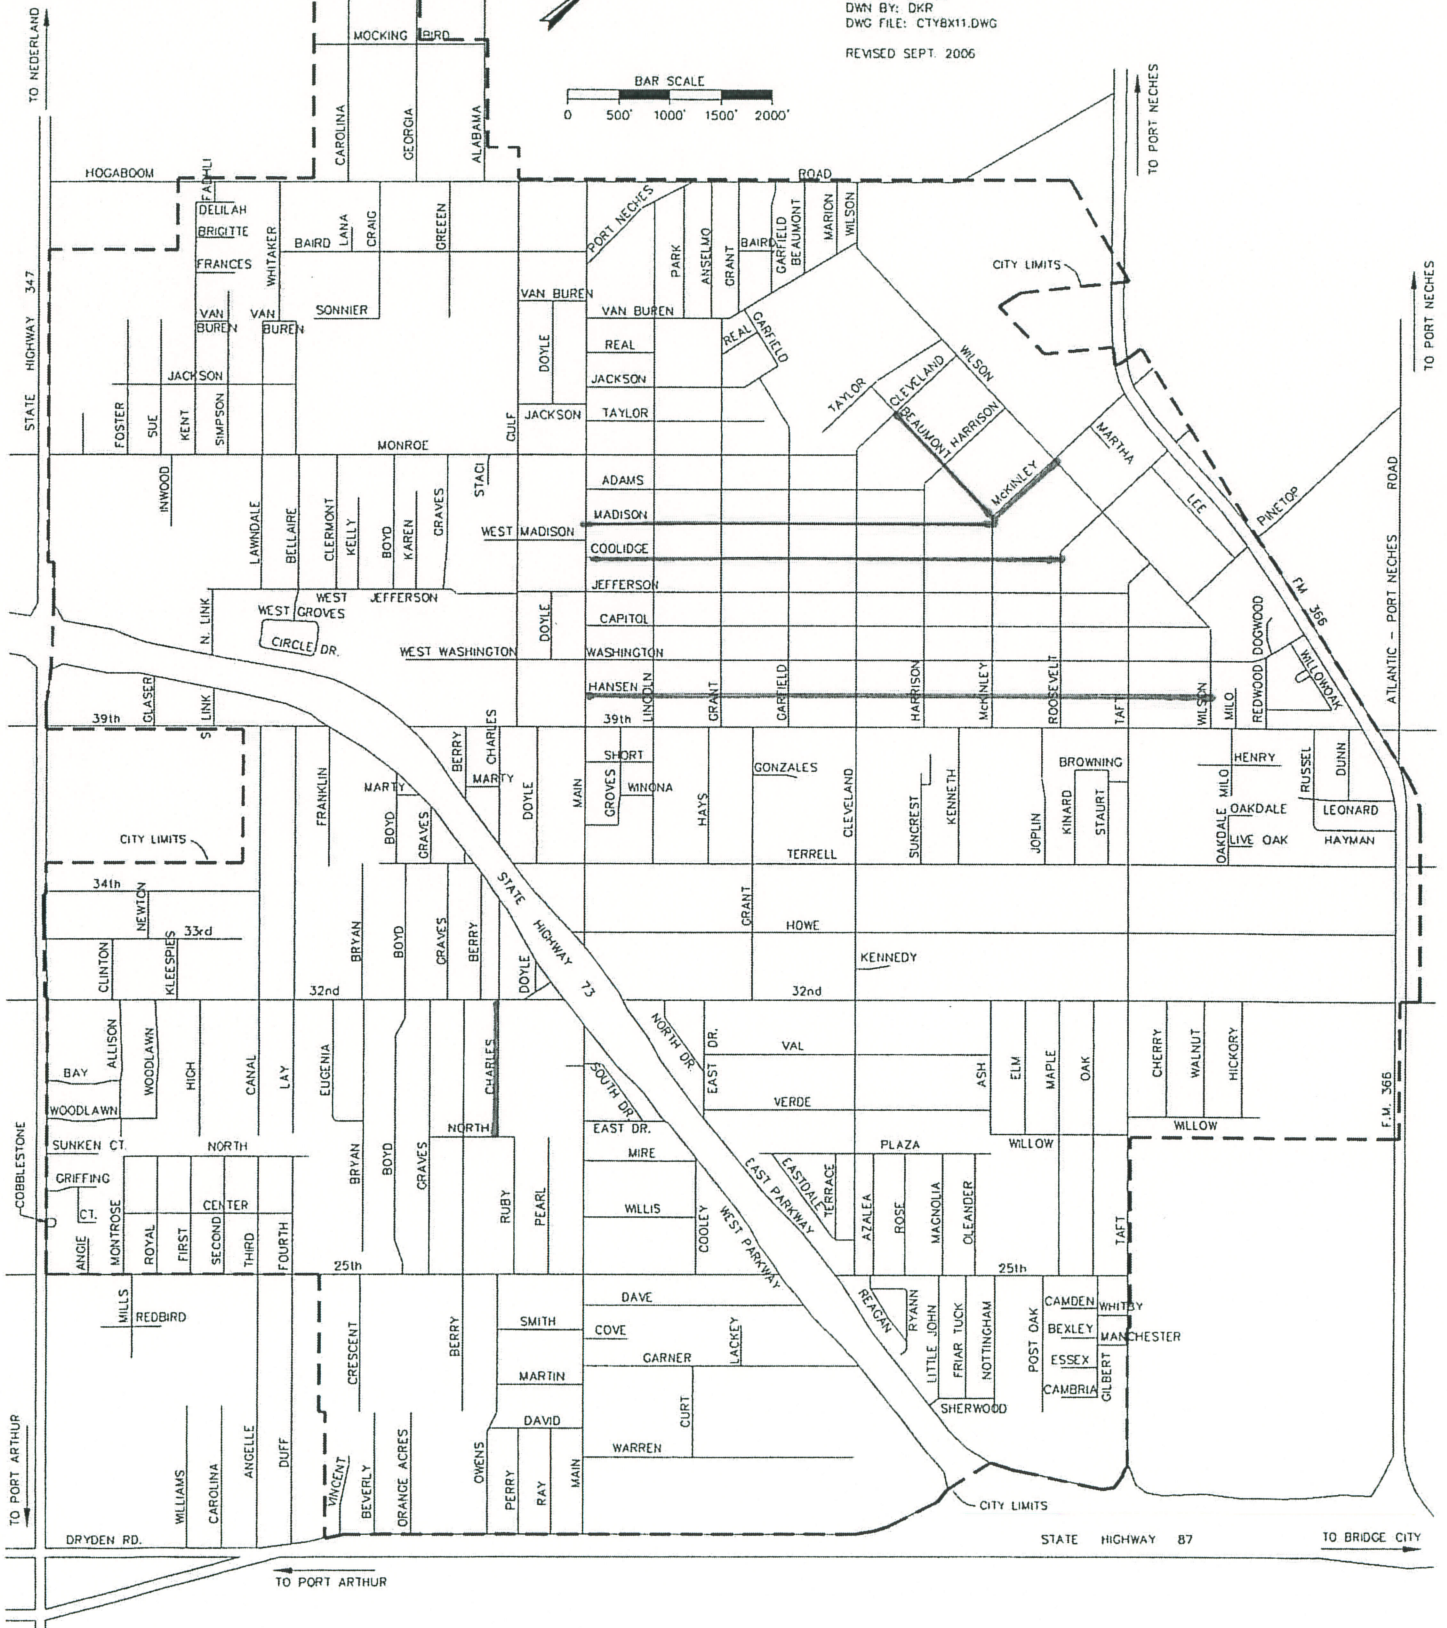 DWN BY: DKR
DWG FILE: CTY8X11.DWG
REVISED SEPT. 2006
TO NEDERLAND
MOCKING BIRD
BAR SCALE
0 500' 1000' 1500' 2000'
CAROLINA
GEORGIA
ALABAMA
TO PORT NECHES
HOGABOOM
ROAD
DELILAH
BRIGITTE
FRANCES
WHITAKER
BAIRD
LANA
CRAIG
GREEEN
PORT NECHES
PARK
ANSELMO
GRANT
BAIRD
GARFIELD
BEAUMONT
MARION
WILSON
CITY LIMITS
TO PORT NECHES
STATE HIGHWAY 347
VAN BUREN
VAN BUREN
SONNIER
VAN BUREN
DOYLE
VAN BUREN
REAL
REAL
GARFIELD
JACKSON
JACKSON
JACKSON
TAYLOR
TAYLOR
CLEVELAND
WILSON
BEAUMONT
HARRISON
FOSTER
SUE
KENT
SIMPSON
GULF
MONROE
MARTHA
INWOOD
STACI
ADAMS
McKINLEY
LEE
PINETOP
LAWNDALE
BELLAIRE
CLERMONT
KELLY
BOYD
KAREN
GRAVES
WEST MADISON
MADISON
COOLIDGE
JEFFERSON
WEST JEFFERSON
WEST GROVES
CIRCLE DR.
N. LINK
DOYLE
CAPITOL
WEST WASHINGTON
WASHINGTON
FM 366
REDWOOD
DOGWOOD
WILLOWOAK
ATLANTIC - PORT NECHES ROAD
HANSEN
LINCOLN
GRANT
GARFIELD
HARRISON
McKINLEY
ROOSEVELT
TAFT
WILSON
MILO
39th
GLASER
S LINK
39th
BERRY
CHARLES
MARTY
MARTY
FRANKLIN
BOYD
GRAVES
DOYLE
MAIN
SHORT
GROVES
WINONA
HAYS
GONZALES
CLEVELAND
SUNCREST
KENNETH
BROWNING
JOPLIN
KINARD
STAURT
HENRY
MILO
OAKDALE
OAKDALE
LIVE OAK
RUSSEL
DUNN
LEONARD
HAYMAN
CITY LIMITS
TERRELL
34th
NEWTON
33rd
CLINTON
KLEESPIES
BRYAN
BOYD
GRAVES
BERRY
DOYLE
STATE HIGHWAY 73
GRANT
HOWE
KENNEDY
32nd
32nd
BAY
ALLISON
WOODLAWN
WOODLAWN
HIGH
CANAL
LAY
EUGENIA
CHARLES
NORTH DR.
EAST DR.
VAL
VERDE
ASH
ELM
MAPLE
OAK
CHERRY
WALNUT
HICKORY
F.M. 366
SOUTH DR.
EAST DR.
COBBLESTONE
SUNKEN CT.
NORTH
NORTH
PLAZA
WILLOW
WILLOW
GRIFFING CT.
ANGIE
MONTROSE
ROYAL
FIRST
SECOND
THIRD
FOURTH
CENTER
BRYAN
BOYD
GRAVES
RUBY
PEARL
MIRE
WILLIS
COOLEY
WEST PARKWAY
EAST PARKWAY
EASTDALE
TERRACE
AZALEA
ROSE
MAGNOLIA
OLEANDER
TAFT
25th
25th
MILLS
REDBIRD
CRESCENT
BERRY
SMITH
MARTIN
DAVID
DAVE
COVE
GARNER
LACKEY
CURT
WARREN
REAGAN
RYANN
LITTLE JOHN
FRIAR TUCK
NOTTINGHAM
SHERWOOD
POST OAK
CAMDEN
WHITBY
BEXLEY
MANCHESTER
ESSEX
CAMBRIA
GILBERT
TO PORT ARTHUR
WILLIAMS
CAROLINA
ANGELLE
DUFF
VINCENT
BEVERLY
ORANGE ACRES
OWENS
PERRY
RAY
MAIN
CITY LIMITS
DRYDEN RD.
STATE HIGHWAY 87
TO BRIDGE CITY
TO PORT ARTHUR